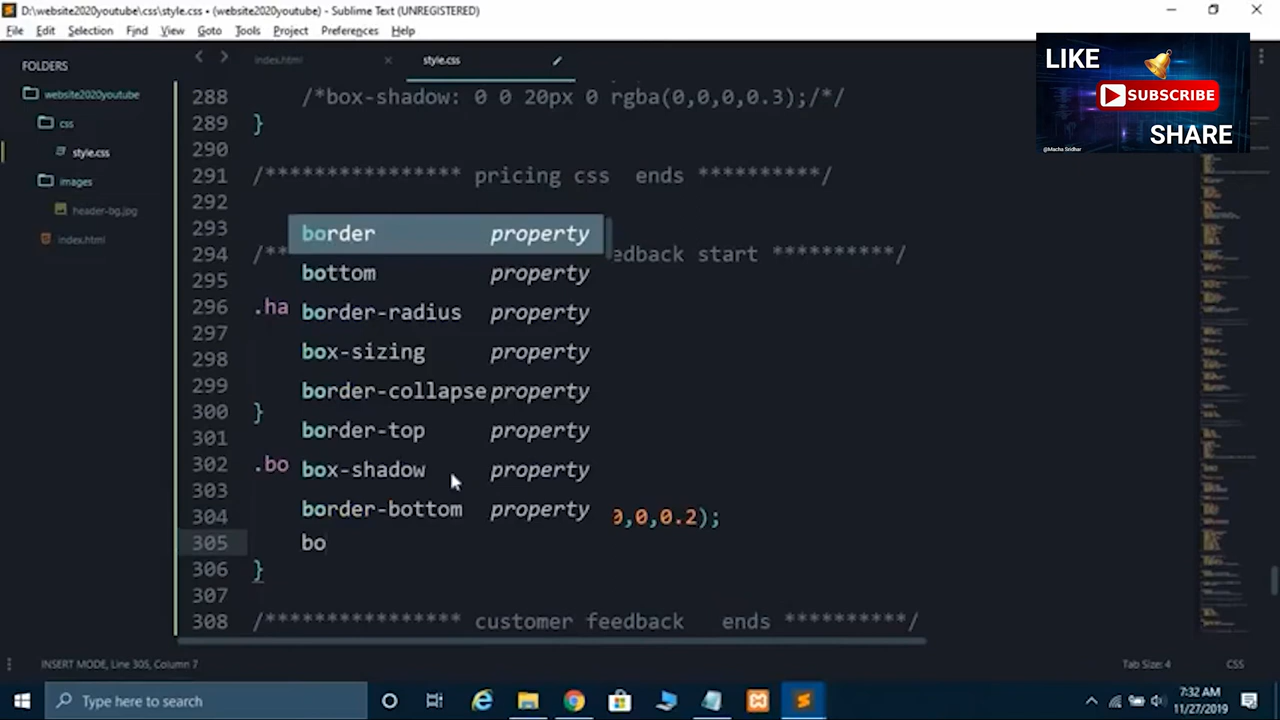 D:\website2020youtube\css\style.css • (website2020youtube) - Sublime Text (UNREGISTERED)
File Edit Selection Find View Goto Tools Project Preferences Help
FOLDERS
website2020youtube
css
style.css
images
header-bg.jpg
index.html
index.html
style.css
LIKE
SUBSCRIBE
SHARE
@Macha Sridhar
288 /*box-show: 0 0 20px 0 rgba(0,0,0,0.3);/*/
289 }
290
291 /*************** pricing css ends **********/
292
293
294 /** edback start **********/
295
296 .ha
297
298
299
300 }
301
302 .bo
303
304 0,0,0.2);
305 bo
306 }
307
308 /*************** customer feedback ends **********/
border property
bottom property
border-radius property
box-sizing property
border-collapse property
border-top property
box-shadow property
border-bottom property
INSERT MODE, Line 305, Column 7
Tab Size: 4
CSS
Type here to search
7:32 AM
11/27/2019